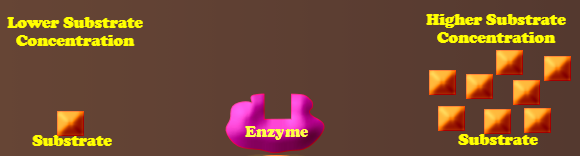 Lower Substrate
Concentration
Substrate
Enzyme
Higher Substrate
Concentration
Substrate